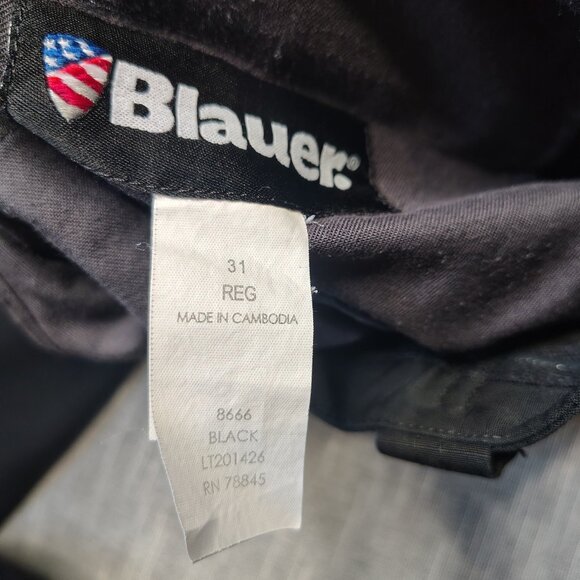 Blauer®
31
REG
MADE IN CAMBODIA
8666
BLACK
LT201426
RN 78845